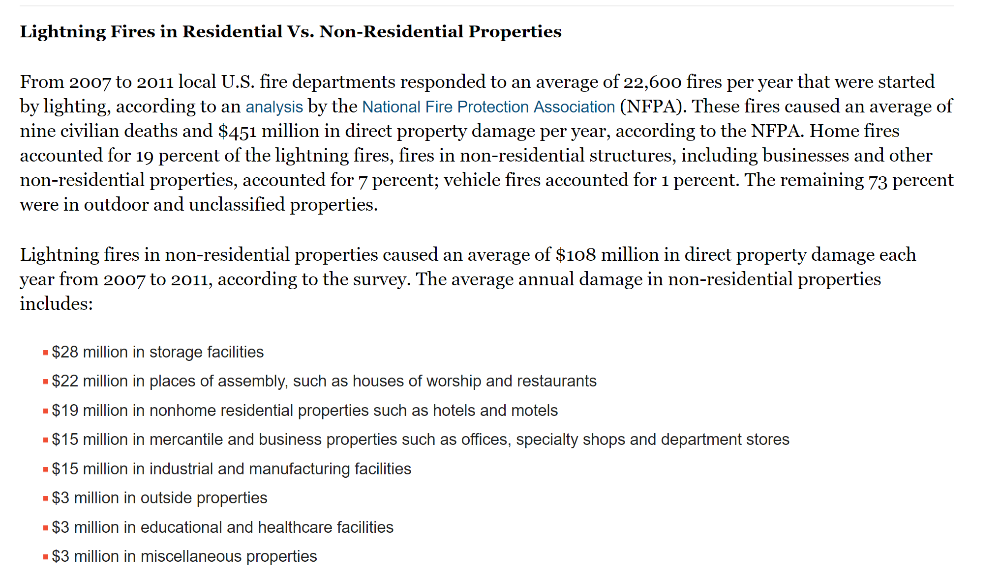 Lightning Fires in Residential Vs. Non-Residential Properties
From 2007 to 2011 local U.S. fire departments responded to an average of 22,600 fires per year that were started
by lighting, according to an analysis by the National Fire Protection Association (NFPA). These fires caused an average of
nine civilian deaths and $451 million in direct property damage per year, according to the NFPA. Home fires
accounted for 19 percent of the lightning fires, fires in non-residential structures, including businesses and other
non-residential properties, accounted for 7 percent; vehicle fires accounted for 1 percent. The remaining 73 percent
were in outdoor and unclassified properties.
Lightning fires in non-residential properties caused an average of $108 million in direct property damage each
year from 2007 to 2011, according to the survey. The average annual damage in non-residential properties
includes:
$28 million in storage facilities
$22 million in places of assembly, such as houses of worship and restaurants
$19 million in nonhome residential properties such as hotels and motels
$15 million in mercantile and business properties such as offices, specialty shops and department stores
$15 million in industrial and manufacturing facilities
$3 million in outside properties
$3 million in educational and healthcare facilities
$3 million in miscellaneous properties